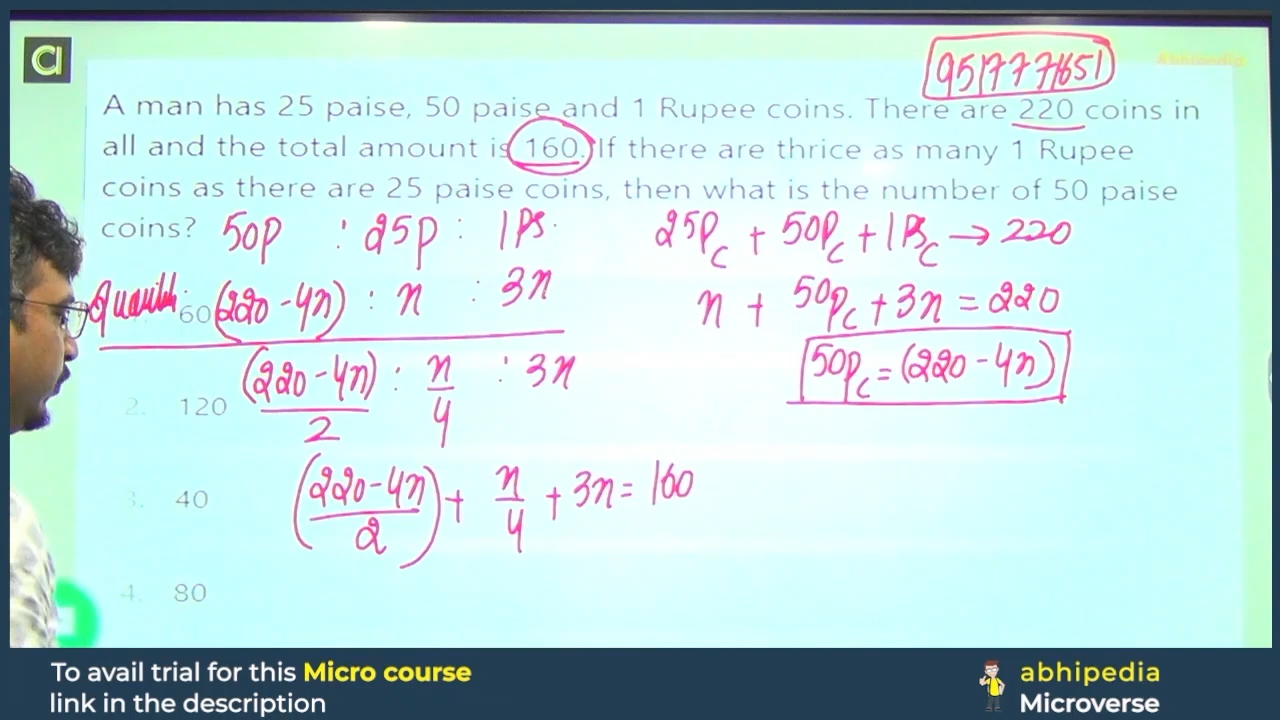 a
951777651
Abhipedia
A man has 25 paise, 50 paise and 1 Rupee coins. There are 220 coins in
all and the total amount is 160. If there are thrice as many 1 Rupee
coins as there are 25 paise coins, then what is the number of 50 paise
coins? 50p : 25p : 1Rs. 25Pc + 50Pc + 1Rsc → 220
60 (220 - 4n) : n : 3n n + 50Pc + 3n = 220
(220 - 4n)/2 : n/4 : 3n 50Pc = (220 - 4n)
2. 120
3. 40 ((220 - 4n)/2) + n/4 + 3n = 160
4. 80
To avail trial for this Micro course
link in the description
abhipedia
Microverse